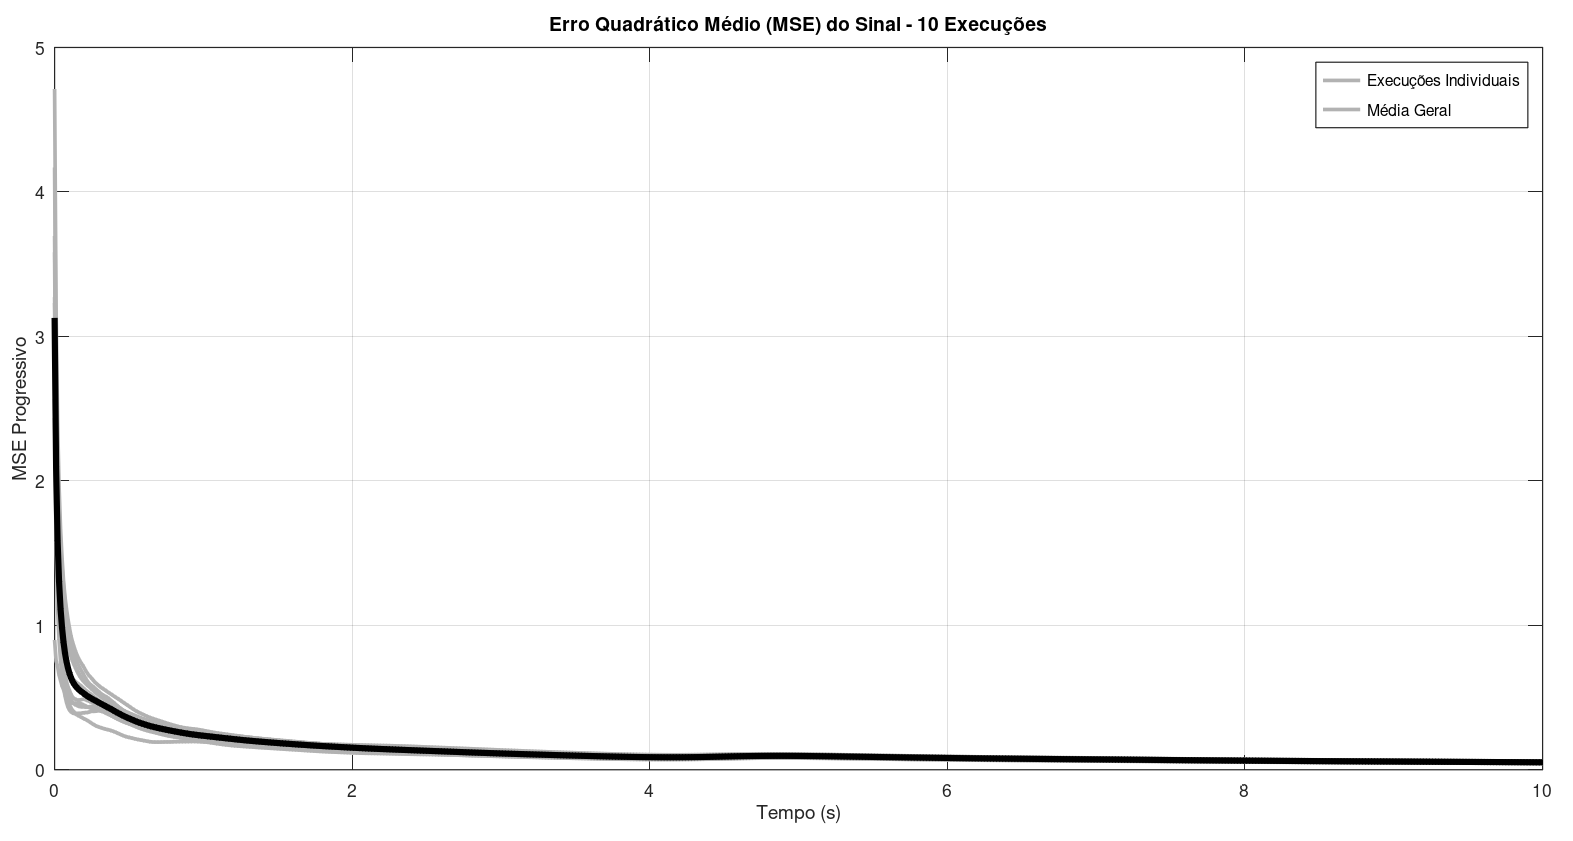 Erro Quadrático Médio (MSE) do Sinal - 10 Execuções
5
4
3
2
1
0
MSE Progressivo
Execuções Individuais
Média Geral
0 2 4 6 8 10
Tempo (s)